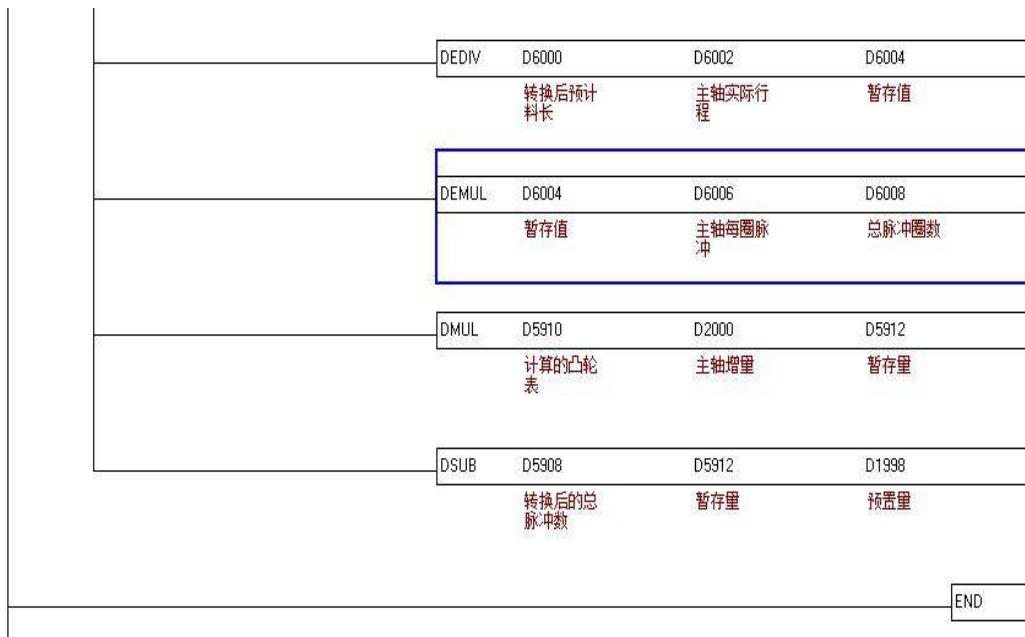 DEDIV D6000 D6002 D6004
转换后预计 主轴实际行 暂存值
料长 程
DEMUL D6004 D6006 D6008
暂存值 主轴每圈脉 总脉冲圈数
冲
DMUL D5910 D2000 D5912
计算的凸轮 主轴增量 暂存量
表
DSUB D5908 D5912 D1998
转换后的总 暂存量 预置量
脉冲数
END